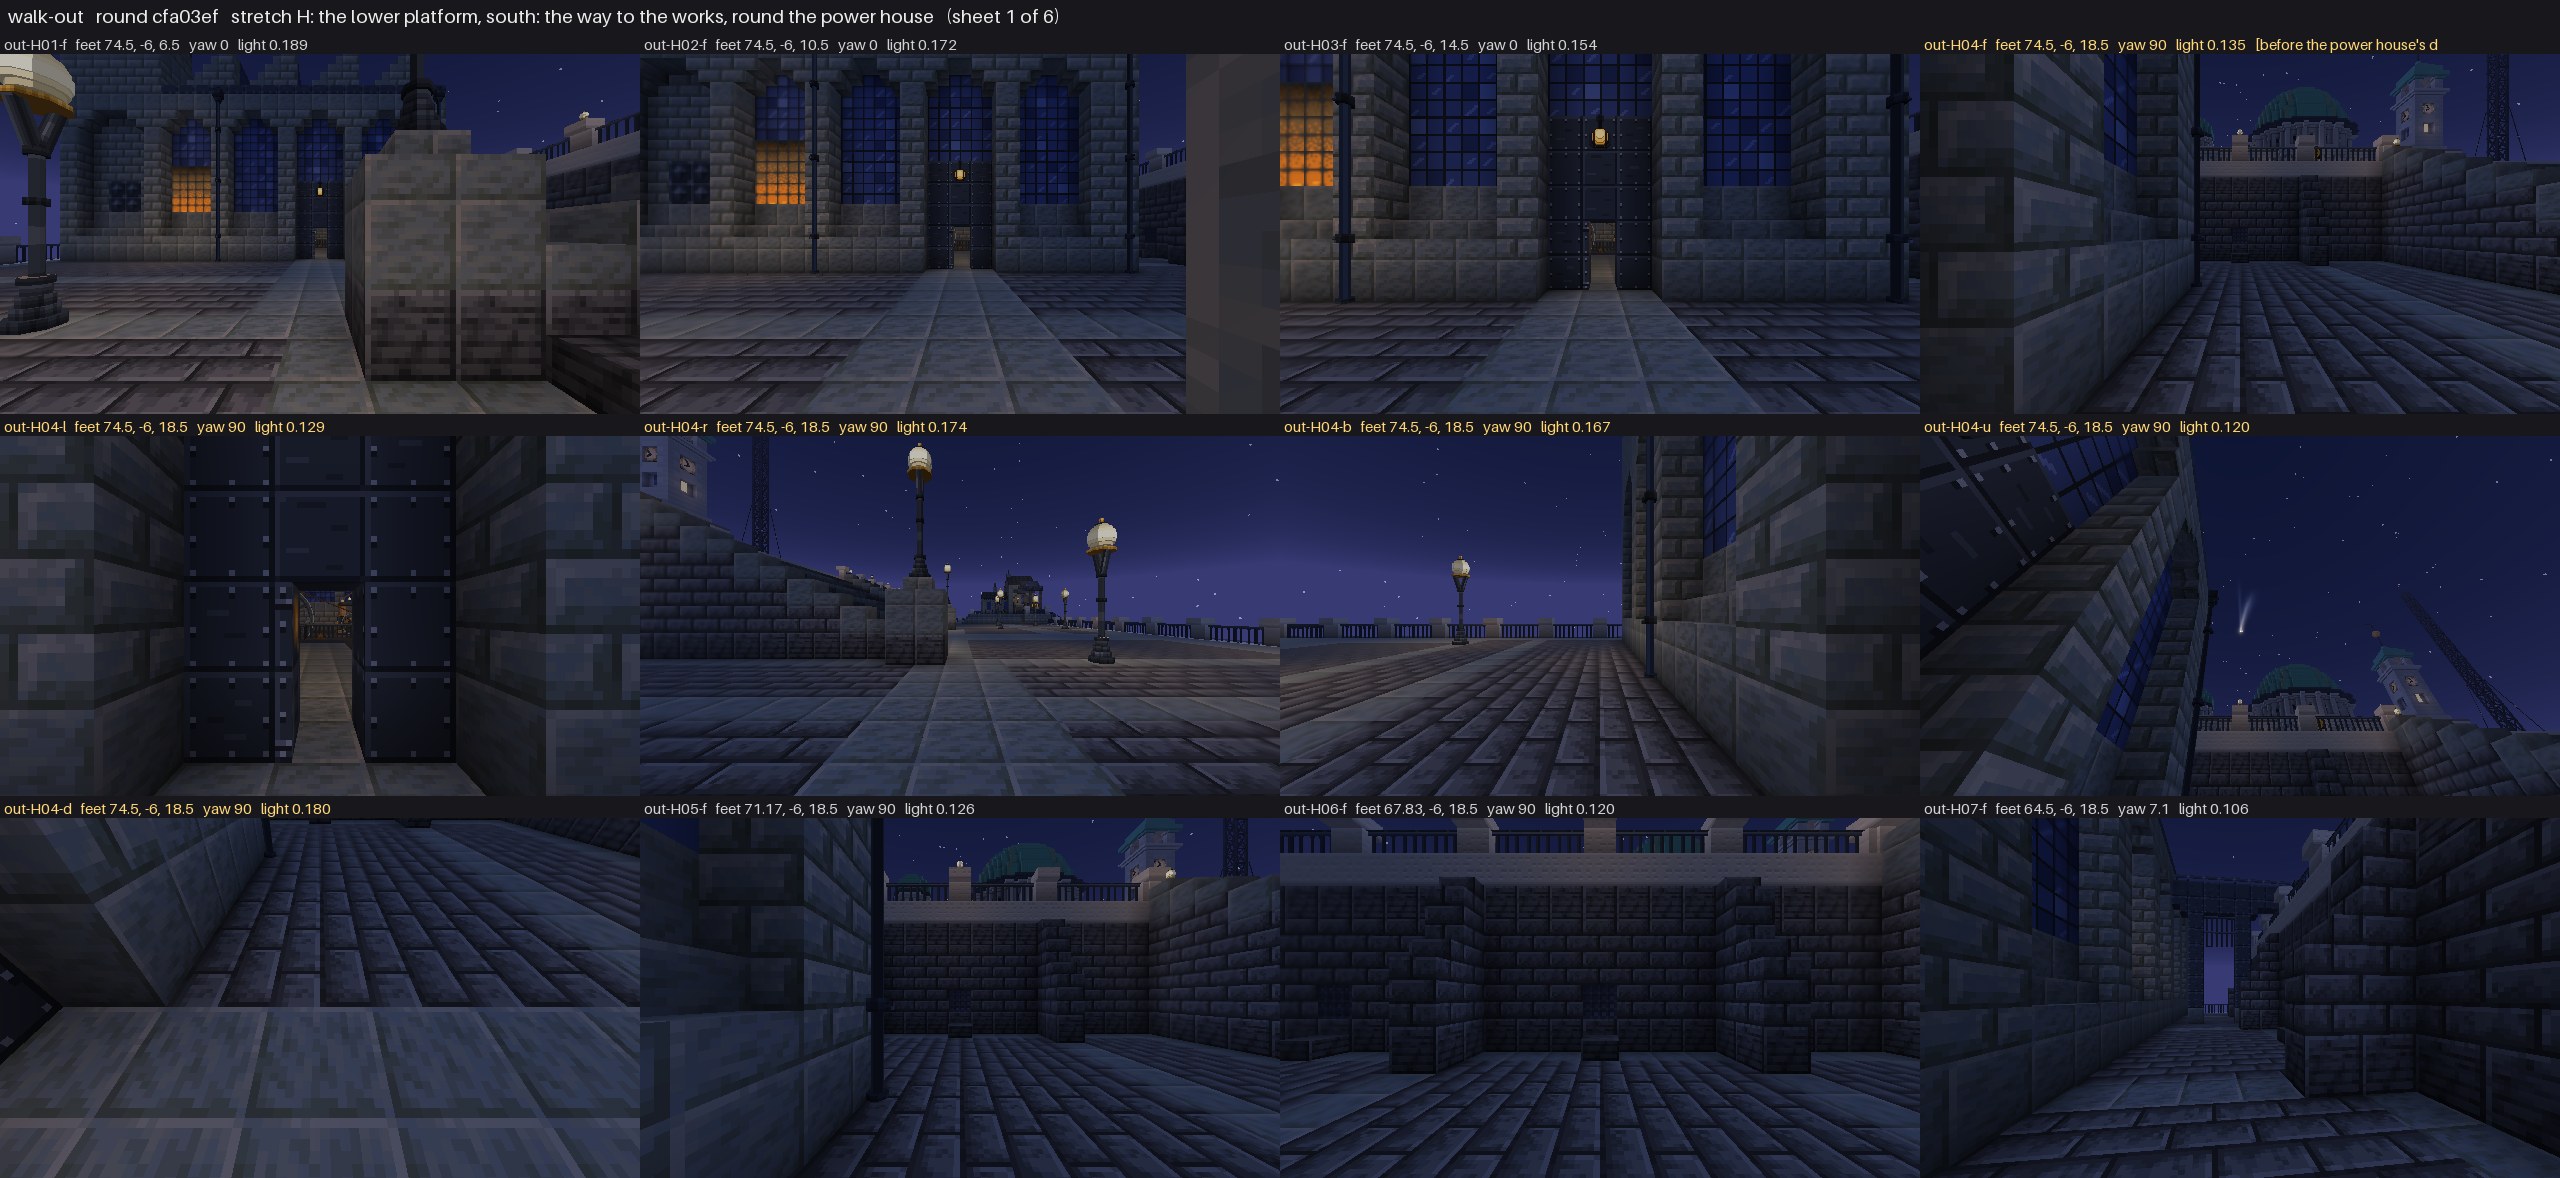 walk-out round cfa03ef stretch H: the lower platform, south: the way to the works, round the power house (sheet 1 of 6)
out-H01-f feet 74.5, -6, 6.5 yaw 0 light 0.189
out-H02-f feet 74.5, -6, 10.5 yaw 0 light 0.172
out-H03-f feet 74.5, -6, 14.5 yaw 0 light 0.154
out-H04-f feet 74.5, -6, 18.5 yaw 90 light 0.135 [before the power house's d
out-H04-l feet 74.5, -6, 18.5 yaw 90 light 0.129
out-H04-r feet 74.5, -6, 18.5 yaw 90 light 0.174
out-H04-b feet 74.5, -6, 18.5 yaw 90 light 0.167
out-H04-u feet 74.5, -6, 18.5 yaw 90 light 0.120
out-H04-d feet 74.5, -6, 18.5 yaw 90 light 0.180
out-H05-f feet 71.17, -6, 18.5 yaw 90 light 0.126
out-H06-f feet 67.83, -6, 18.5 yaw 90 light 0.120
out-H07-f feet 64.5, -6, 18.5 yaw 7.1 light 0.106